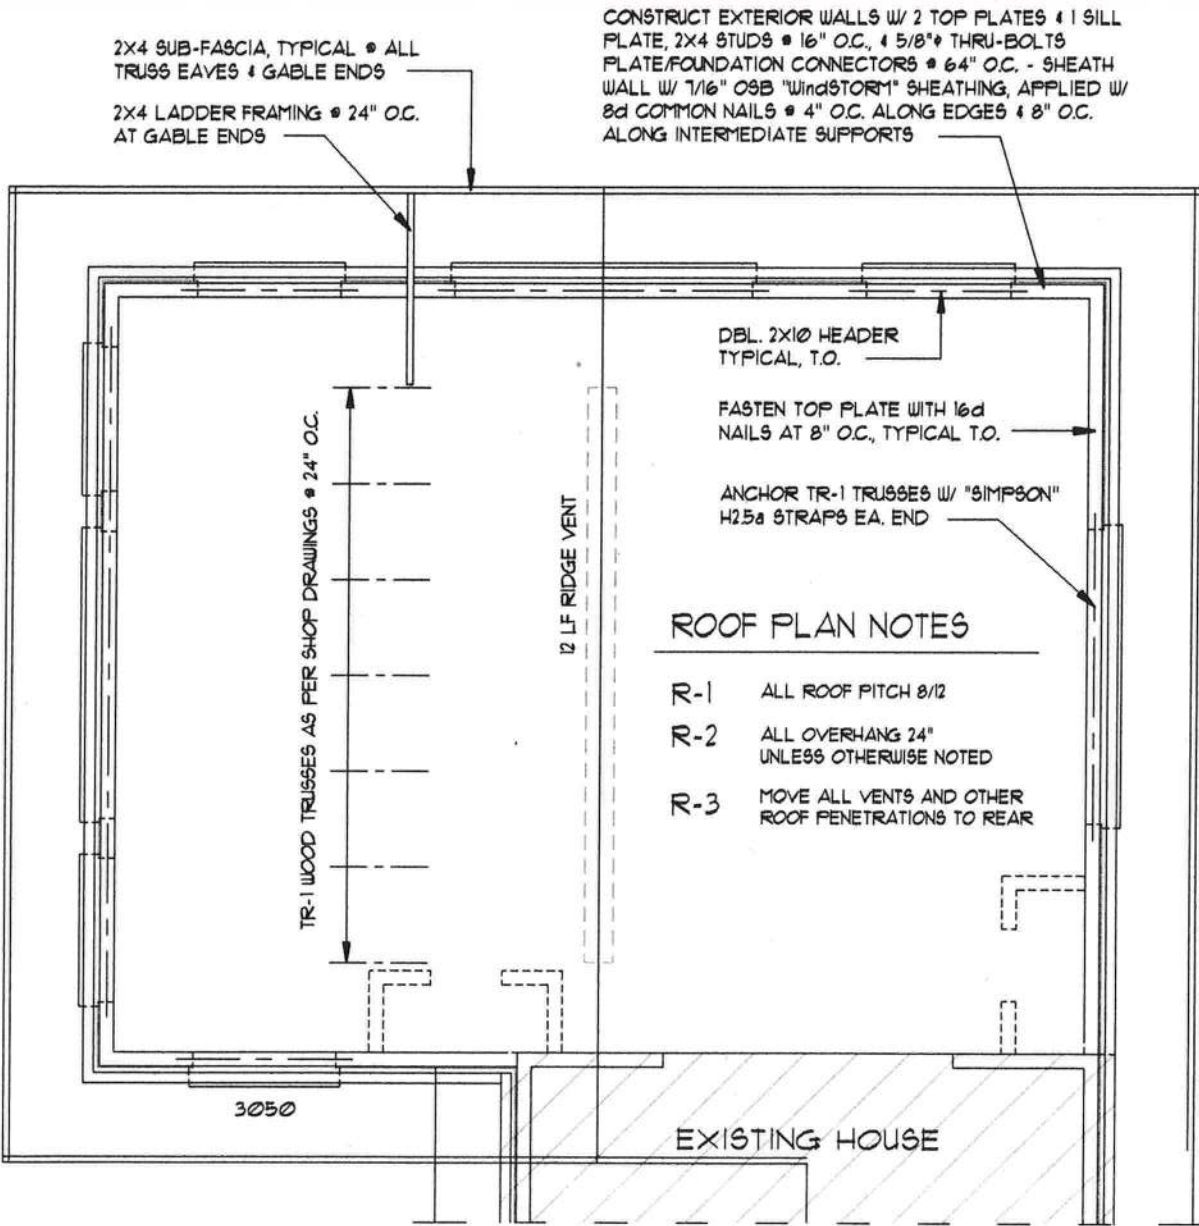 2X4 SUB-FASCIA, TYPICAL @ ALL
TRUSS EAVES & GABLE ENDS
2X4 LADDER FRAMING @ 24" O.C.
AT GABLE ENDS
CONSTRUCT EXTERIOR WALLS W/ 2 TOP PLATES & 1 SILL
PLATE, 2X4 STUDS @ 16" O.C., & 5/8"ϕ THRU-BOLTS
PLATE/FOUNDATION CONNECTORS @ 64" O.C. - SHEATH
WALL W/ 7/16" OSB "WindSTORM" SHEATHING, APPLIED W/
8d COMMON NAILS @ 4" O.C. ALONG EDGES & 8" O.C.
ALONG INTERMEDIATE SUPPORTS
DBL. 2X10 HEADER
TYPICAL, T.O.
FASTEN TOP PLATE WITH 16d
NAILS AT 8" O.C., TYPICAL T.O.
ANCHOR TR-1 TRUSSES W/ "SIMPSON"
H2.5a STRAPS EA. END
TR-1 WOOD TRUSSES AS PER SHOP DRAWINGS @ 24" O.C.
12 LF RIDGE VENT
ROOF PLAN NOTES
R-1 ALL ROOF PITCH 8/12
R-2 ALL OVERHANG 24"
UNLESS OTHERWISE NOTED
R-3 MOVE ALL VENTS AND OTHER
ROOF PENETRATIONS TO REAR
3050
EXISTING HOUSE